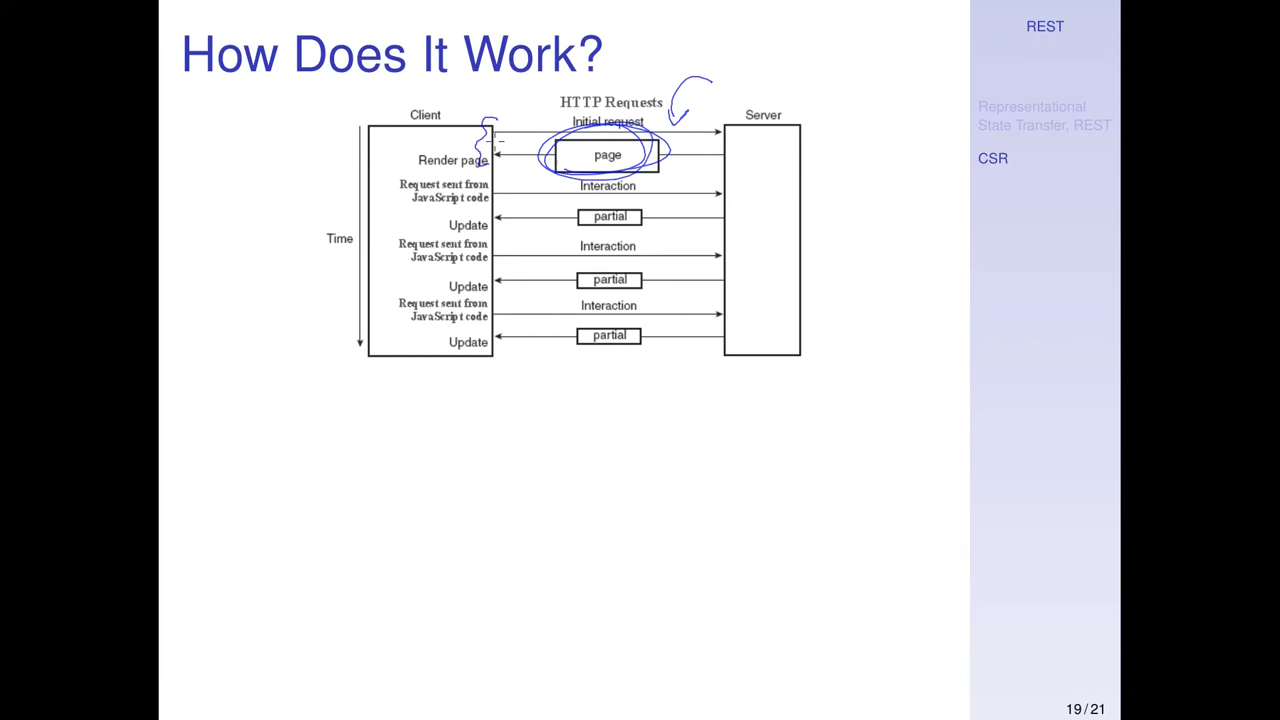 How Does It Work?
REST
HTTP Requests
Client
Initial request
Server
Representational
State Transfer, REST
CSR
page
Render page
Request sent from
JavaScript code
Interaction
Update
partial
Time
Request sent from
JavaScript code
Interaction
Update
partial
Request sent from
JavaScript code
Interaction
Update
partial
19 / 21